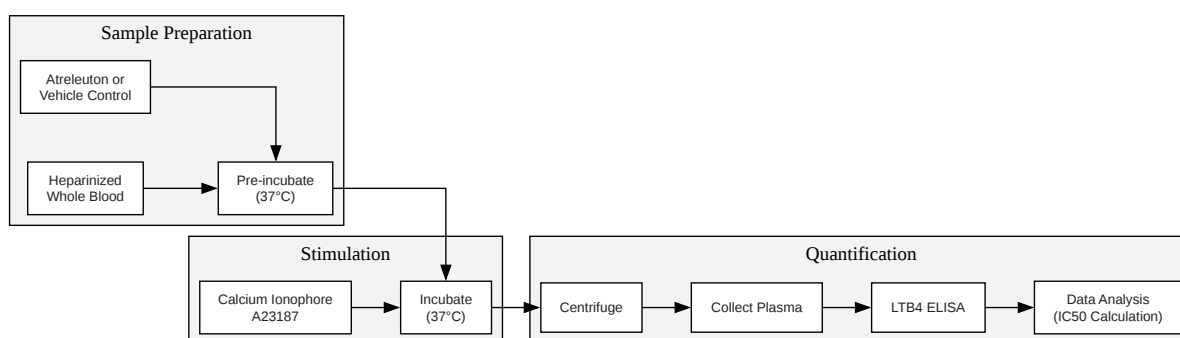 Sample Preparation
Atreleuton or
Vehicle Control
Heparinized
Whole Blood
Pre-incubate
(37°C)
Stimulation
Calcium Ionophore
A23187
Incubate
(37°C)
Quantification
Centrifuge
Collect Plasma
LTB4 ELISA
Data Analysis
(IC50 Calculation)